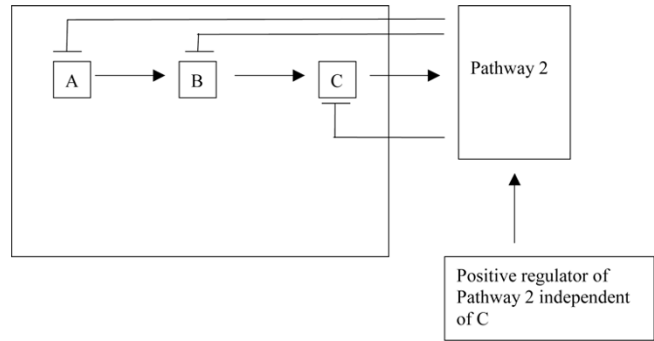 A
B
C
Pathway 2
Positive regulator of
Pathway 2 independent
of C